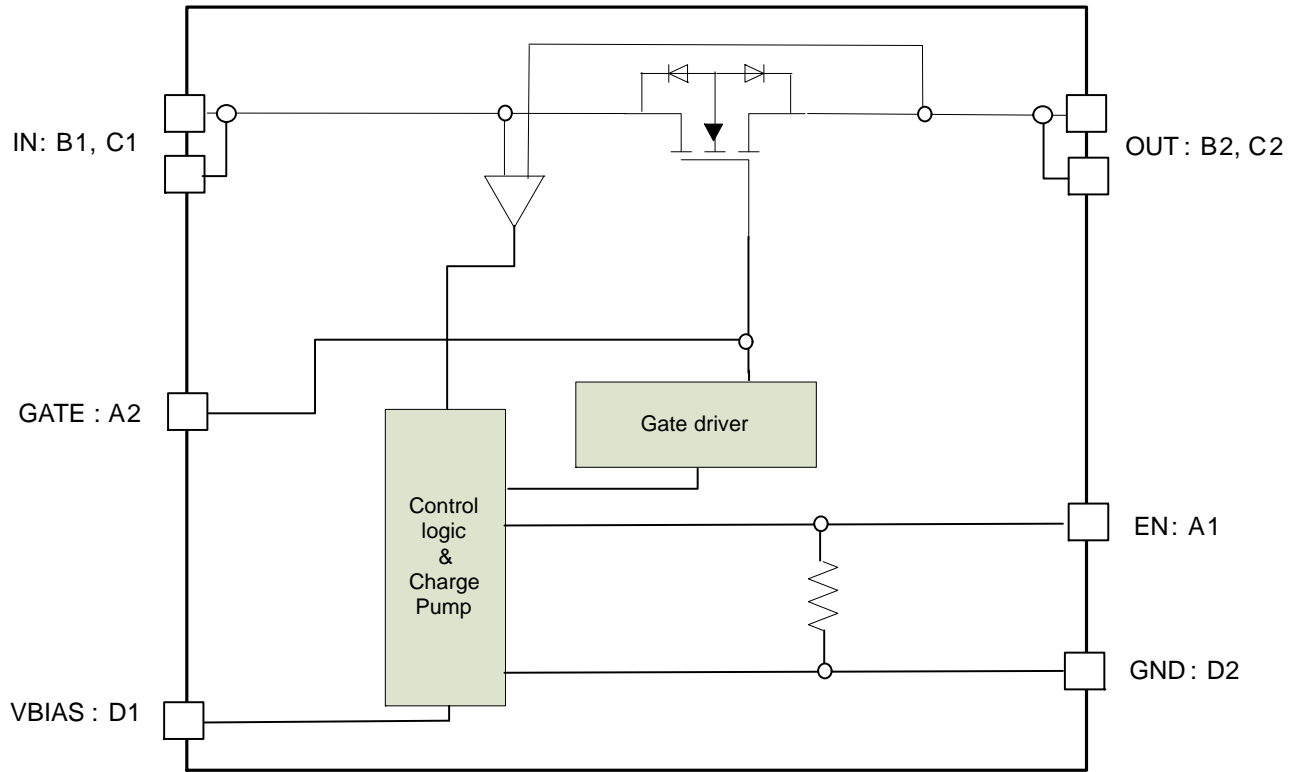 IN: B1, C1
OUT : B2, C2
GATE : A2
Gate driver
Control
logic
&
Charge
Pump
EN: A1
GND : D2
VBIAS : D1